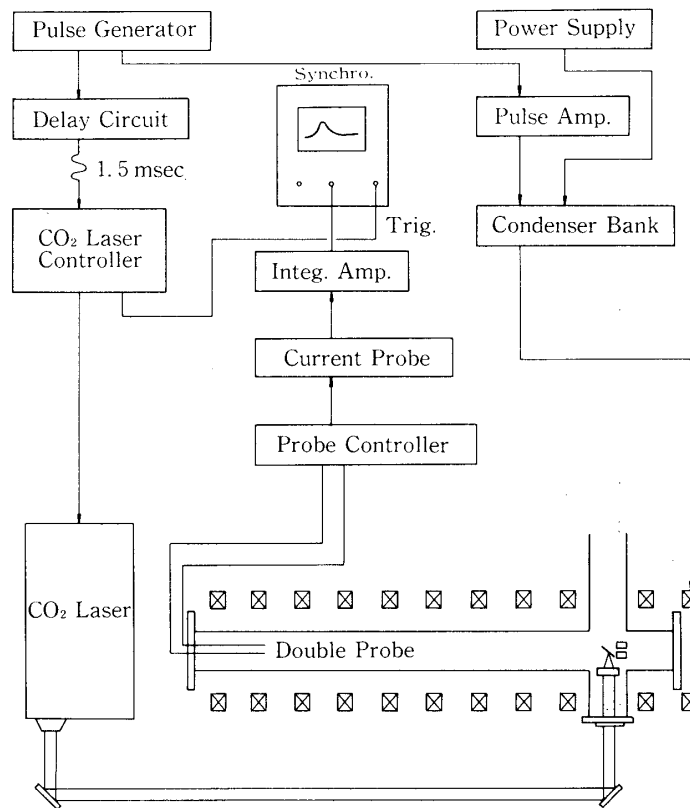 Pulse Generator
Power Supply
Synchro.
Delay Circuit
Pulse Amp.
1.5 msec
CO₂ Laser
Controller
Trig.
Condenser Bank
Integ. Amp.
Current Probe
Probe Controller
CO₂ Laser
Double Probe